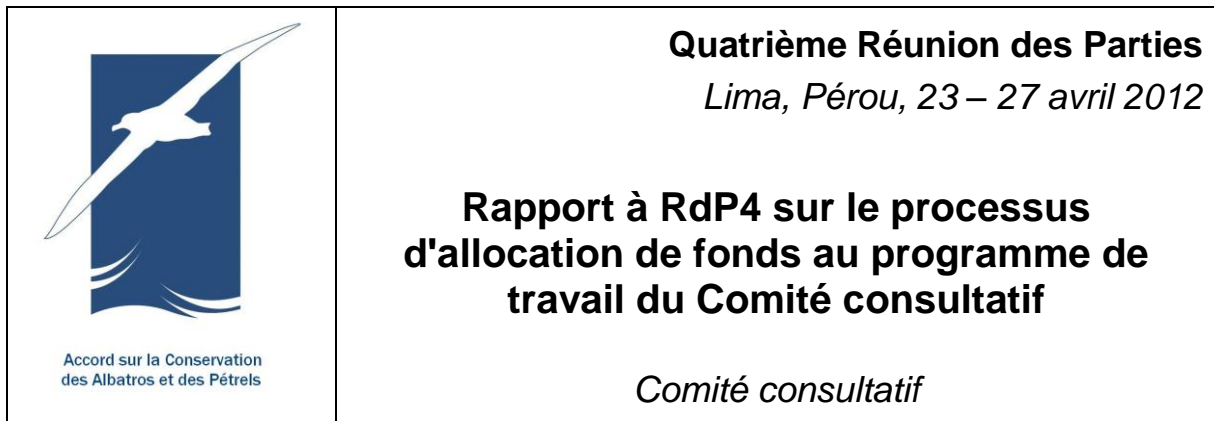 Quatrième Réunion des Parties
Lima, Pérou, 23 – 27 avril 2012
Rapport à RdP4 sur le processus
d'allocation de fonds au programme de
travail du Comité consultatif
Comité consultatif
Accord sur la Conservation
des Albatros et des Pétrels